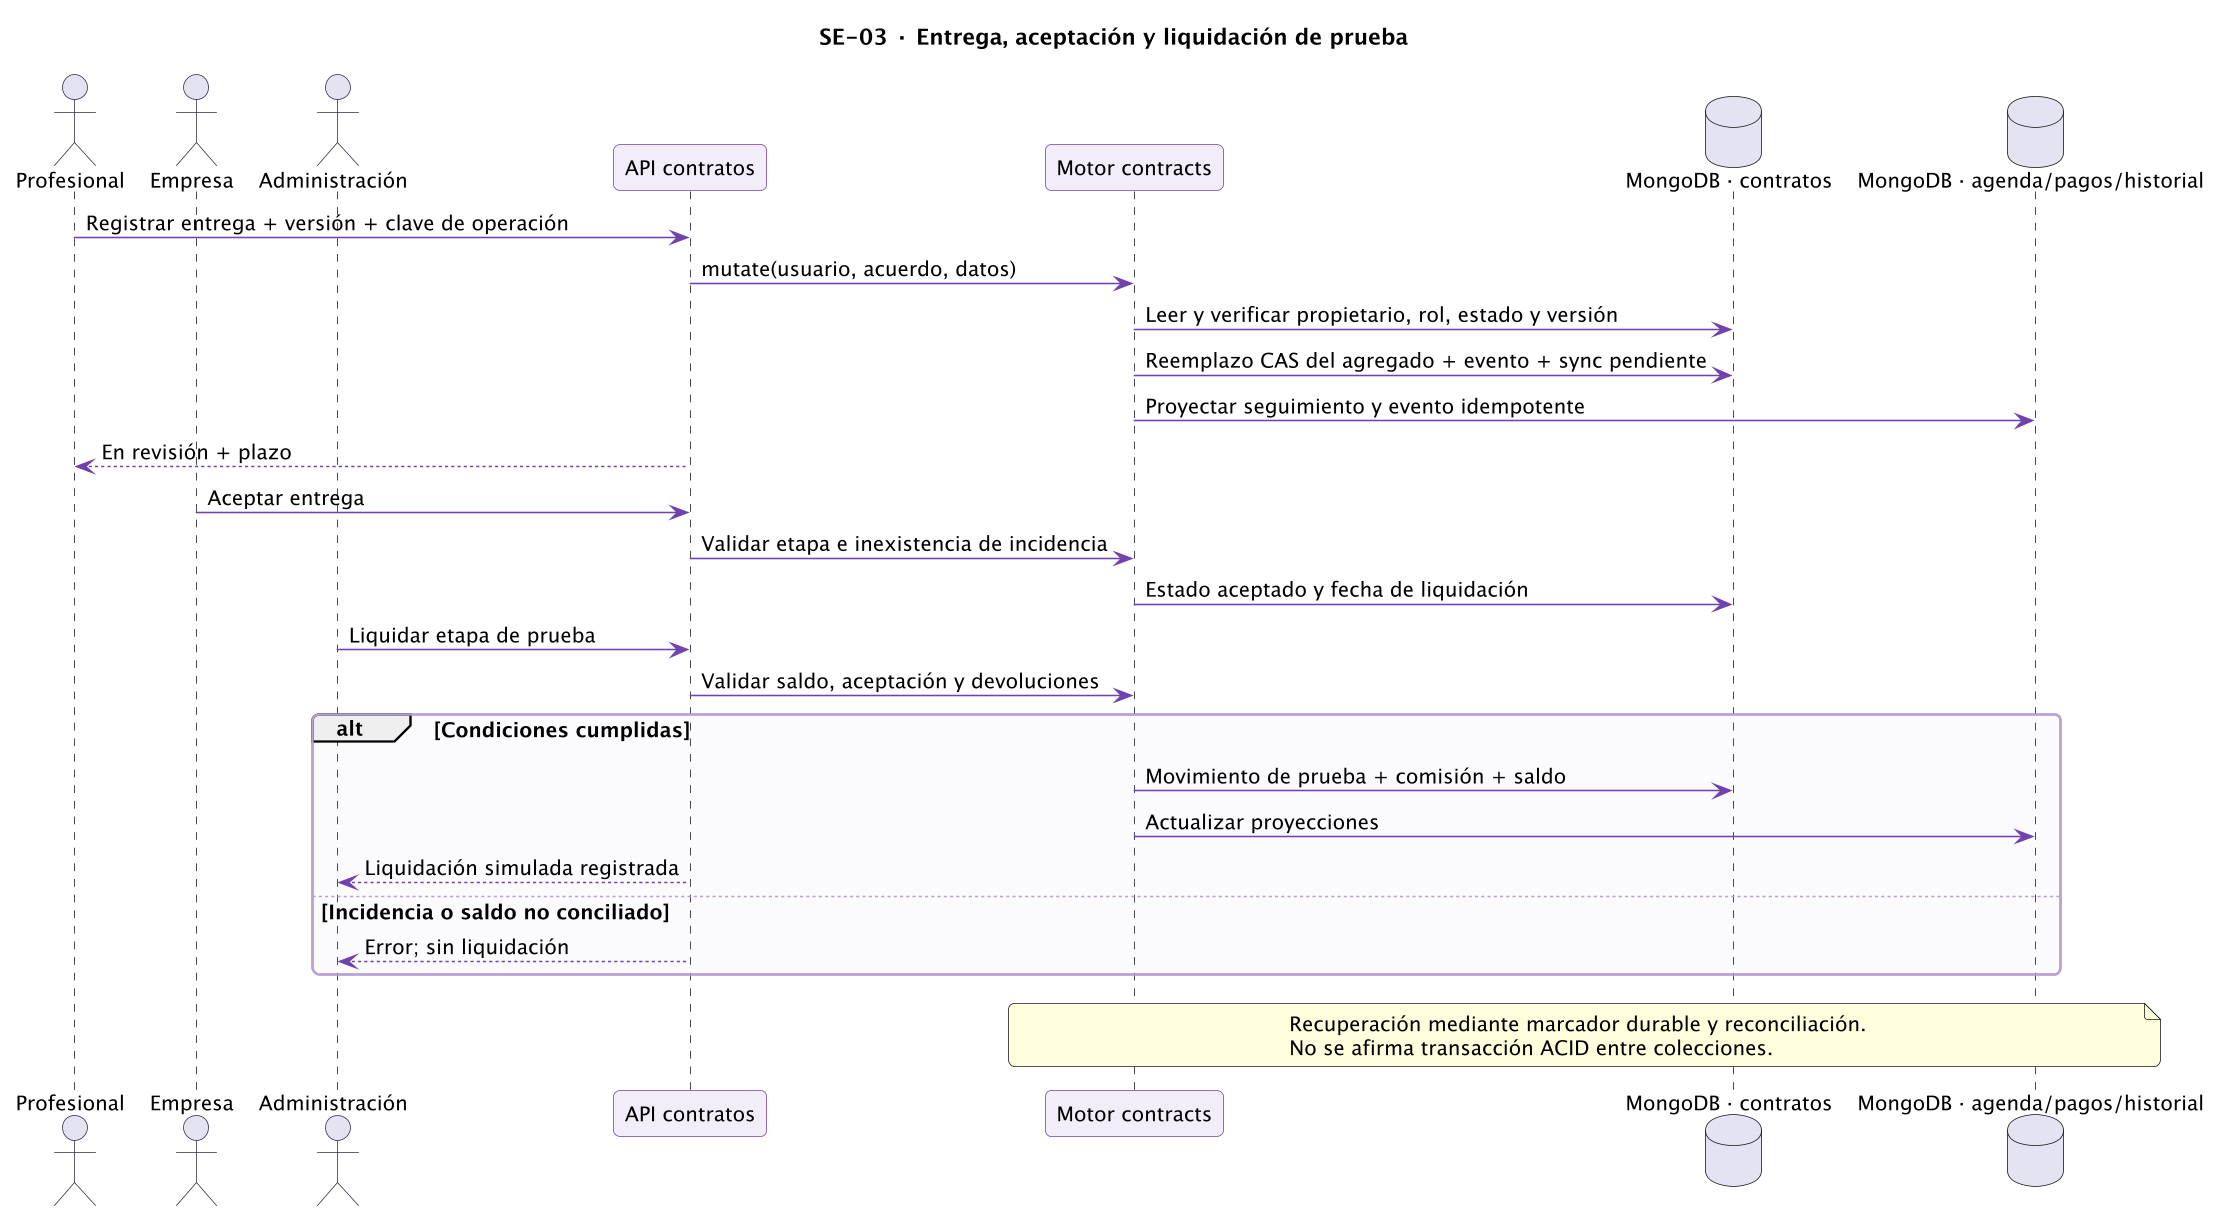 SE-03 · Entrega, aceptación y liquidación de prueba
Profesional
Empresa
Administración
API contratos
Motor contracts
MongoDB · contratos
MongoDB · agenda/pagos/historial
Registrar entrega + versión + clave de operación
mutate(usuario, acuerdo, datos)
Leer y verificar propietario, rol, estado y versión
Reemplazo CAS del agregado + evento + sync pendiente
Proyectar seguimiento y evento idempotente
En revisión + plazo
Aceptar entrega
Validar etapa e inexistencia de incidencia
Estado aceptado y fecha de liquidación
Liquidar etapa de prueba
Validar saldo, aceptación y devoluciones
alt
[Condiciones cumplidas]
Movimiento de prueba + comisión + saldo
Actualizar proyecciones
Liquidación simulada registrada
[Incidencia o saldo no conciliado]
Error; sin liquidación
Recuperación mediante marcador durable y reconciliación.
No se afirma transacción ACID entre colecciones.
Profesional
Empresa
Administración
API contratos
Motor contracts
MongoDB · contratos
MongoDB · agenda/pagos/historial